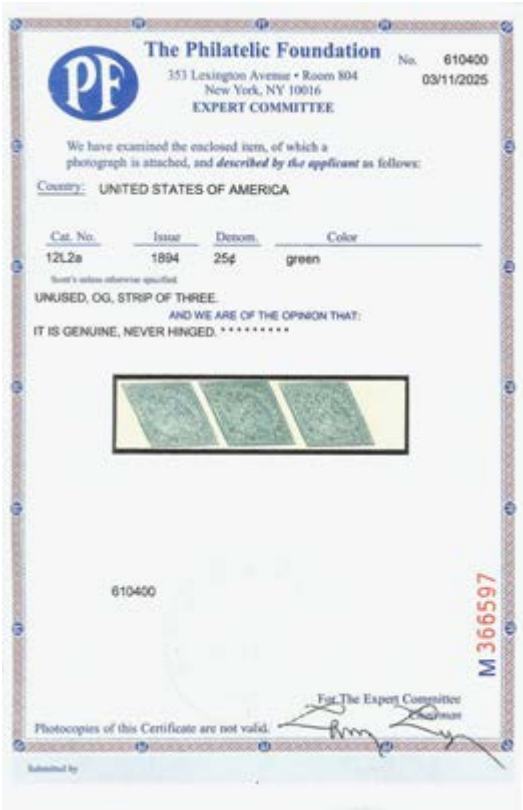 PF
The Philatelic Foundation
353 Lexington Avenue • Room 804
New York, NY 10016
EXPERT COMMITTEE
No. 610400
03/11/2025
We have examined the enclosed item, of which a
photograph is attached, and described by the applicant as follows:
Country: UNITED STATES OF AMERICA
Cat. No. Issue Denom. Color
12L2a 1894 25¢ green
Scott's unless otherwise specified.
UNUSED, OG, STRIP OF THREE.
AND WE ARE OF THE OPINION THAT:
IT IS GENUINE, NEVER HINGED. * * * * * * * * *
610400
M 366597
For The Expert Committee
Chairman
Photocopies of this Certificate are not valid.
Submitted by